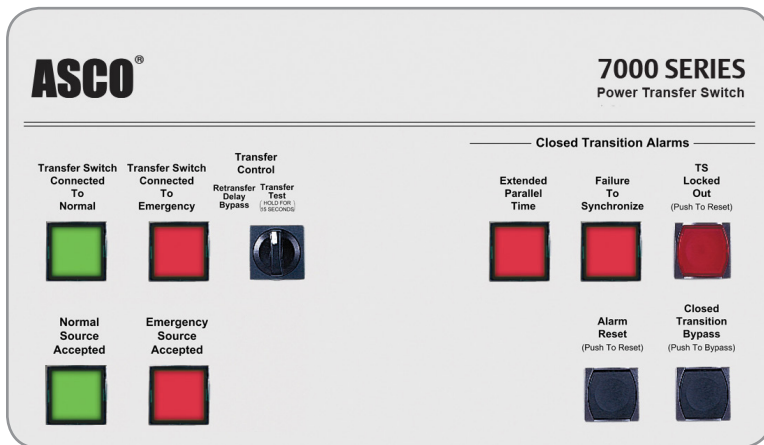 ASCO®
7000 SERIES
Power Transfer Switch
Closed Transition Alarms
Transfer Switch
Connected
To
Normal
Transfer Switch
Connected
To
Emergency
Transfer
Control
Retransfer
Delay
Bypass
Transfer
Test
(HOLD FOR
15 SECONDS)
Extended
Parallel
Time
Failure
To
Synchronize
TS
Locked
Out
(Push To Reset)
Normal
Source
Accepted
Emergency
Source
Accepted
Alarm
Reset
(Push To Reset)
Closed
Transition
Bypass
(Push To Bypass)